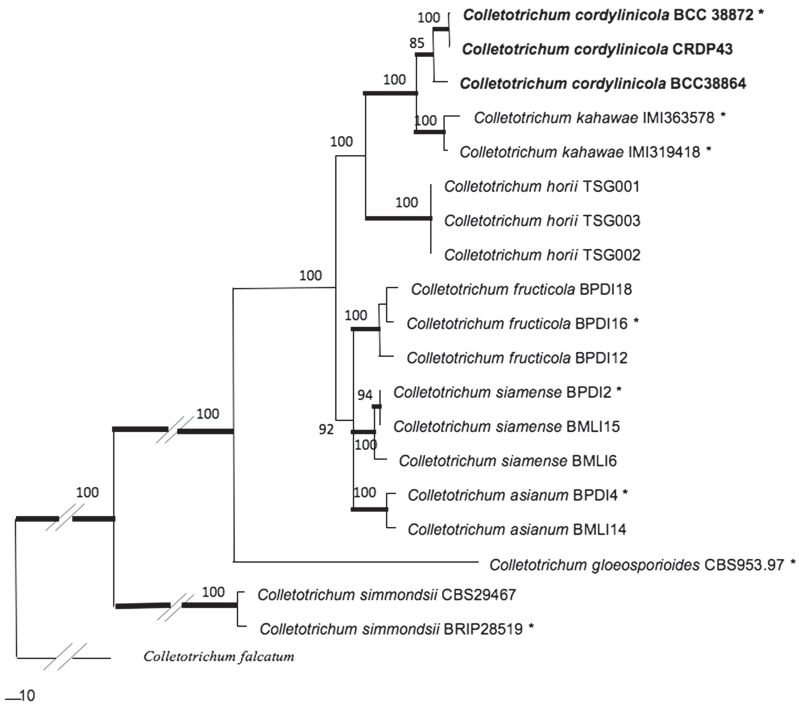 100
Colletotrichum cordylinicola BCC 38872 *
85
Colletotrichum cordylinicola CRDP43
100
Colletotrichum cordylinicola BCC38864
100
Colletotrichum kahawae IMI363578 *
100
Colletotrichum kahawae IMI319418 *
Colletotrichum horii TSG001
100
Colletotrichum horii TSG003
Colletotrichum horii TSG002
100
Colletotrichum fructicola BPDI18
100
Colletotrichum fructicola BPDI16 *
Colletotrichum fructicola BPDI12
94
Colletotrichum siamense BPDI2 *
100
92
Colletotrichum siamense BMLI15
100
Colletotrichum siamense BMLI6
100
100
Colletotrichum asianum BPDI4 *
Colletotrichum asianum BMLI14
Colletotrichum gloeosporioides CBS953.97 *
100
Colletotrichum simmondsii CBS29467
Colletotrichum simmondsii BRIP28519 *
Colletotrichum falcatum
10